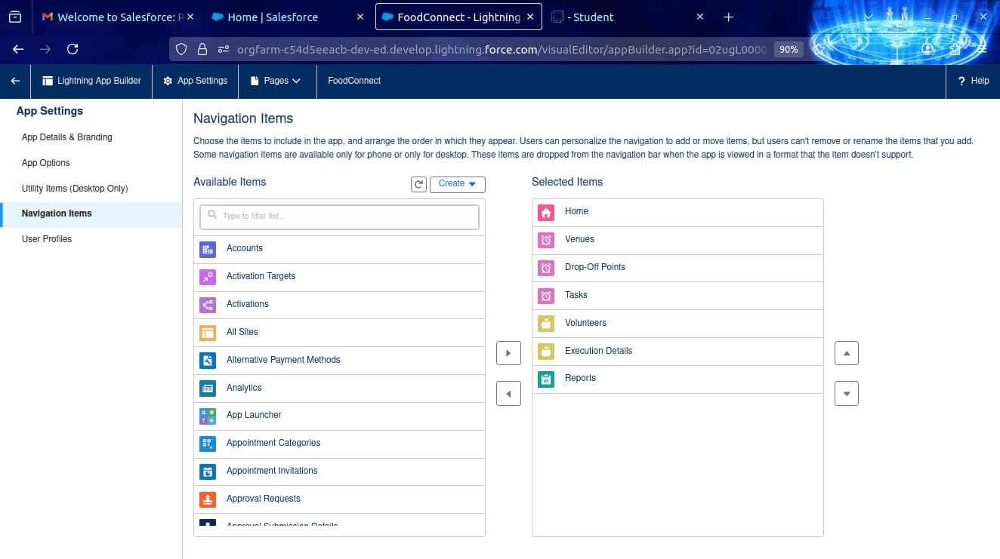 Welcome to Salesforce: R
Home | Salesforce
FoodConnect - Lightning
- Student
orgfarm-c54d5eeacb-dev-ed.develop.lightning.force.com/visualEditor/appBuilder.app?id=02ugL0000
90%
Lightning App Builder
App Settings
Pages
FoodConnect
? Help
App Settings
App Details & Branding
App Options
Utility Items (Desktop Only)
Navigation Items
User Profiles
Navigation Items
Choose the items to include in the app, and arrange the order in which they appear. Users can personalize the navigation to add or move items, but users can't remove or rename the items that you add.
Some navigation items are available only for phone or only for desktop. These items are dropped from the navigation bar when the app is viewed in a format that the item doesn't support.
Available Items
Create
Type to filter list...
Accounts
Activation Targets
Activations
All Sites
Alternative Payment Methods
Analytics
App Launcher
Appointment Categories
Appointment Invitations
Approval Requests
Approval Submission Details
Selected Items
Home
Venues
Drop-Off Points
Tasks
Volunteers
Execution Details
Reports